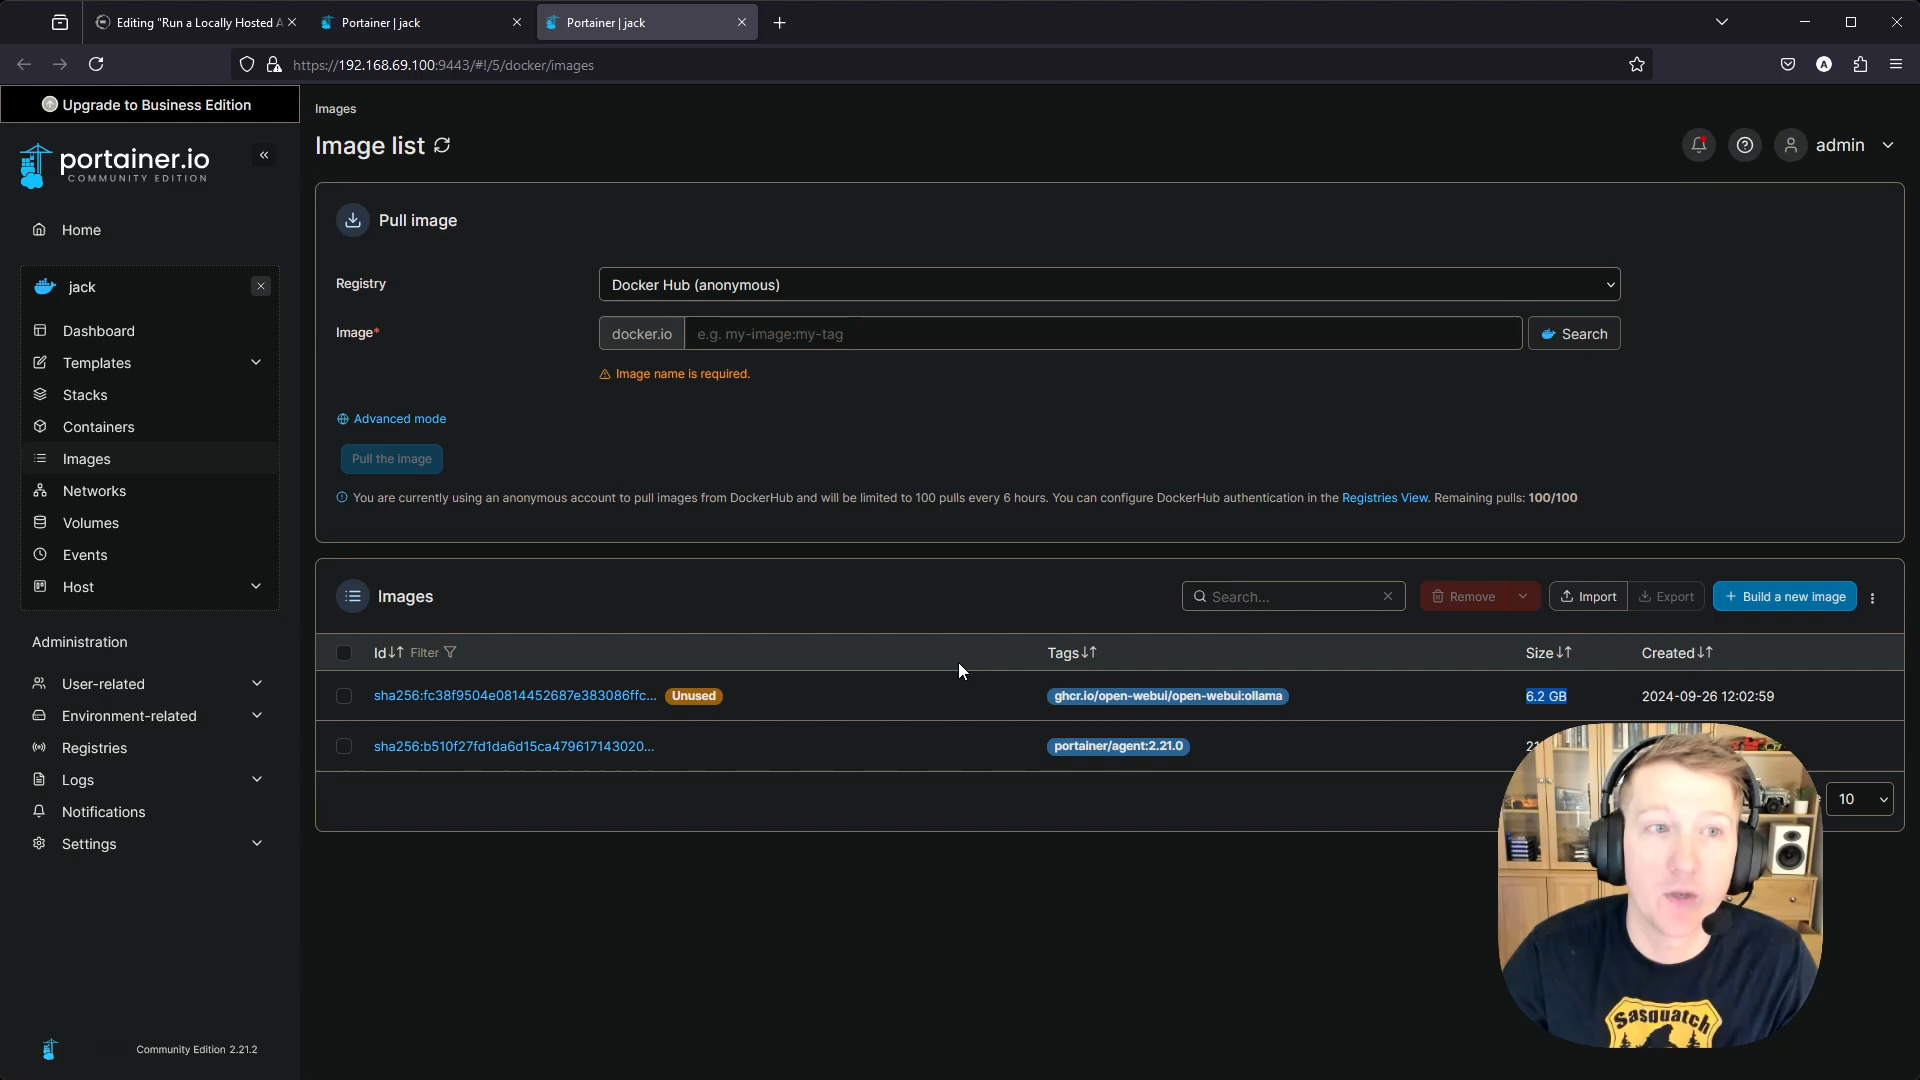 Editing "Run a Locally Hosted A
Portainer | jack
Portainer | jack
https://192.168.69.100:9443/#!/5/docker/images
A
Upgrade to Business Edition
portainer.io
COMMUNITY EDITION
Home
jack
Dashboard
Templates
Stacks
Containers
Images
Networks
Volumes
Events
Host
Administration
User-related
Environment-related
Registries
Logs
Notifications
Settings
Community Edition 2.21.2
Images
Image list
admin
Pull image
Registry
Docker Hub (anonymous)
Image*
docker.io
e.g. my-image:my-tag
Search
Image name is required.
Advanced mode
Pull the image
You are currently using an anonymous account to pull images from DockerHub and will be limited to 100 pulls every 6 hours. You can configure DockerHub authentication in the Registries View. Remaining pulls: 100/100
Images
Search...
Remove
Import
Export
+ Build a new image
Id Filter Tags Size Created
sha256:fc38f9504e0814452687e383086ffc... Unused ghcr.io/open-webui/open-webui:ollama 6.2 GB 2024-09-26 12:02:59
sha256:b510f27fd1da6d15ca479617143020... portainer/agent:2.21.0
10
Sasquatch